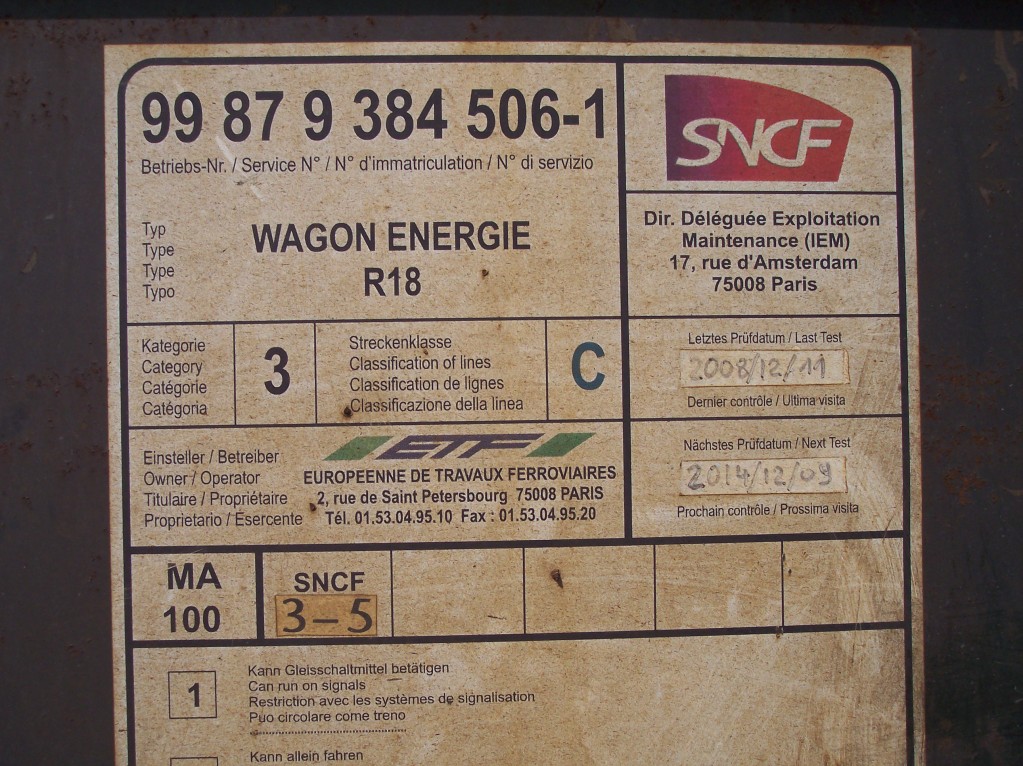 99 87 9 384 506-1
Betriebs-Nr. / Service N° / N° d'immatriculation / N° di servizio
Typ
Type
Type
Typo
WAGON ENERGIE
R18
SNCF
Dir. Déléguée Exploitation
Maintenance (IEM)
17, rue d'Amsterdam
75008 Paris
Kategorie
Category
Catégorie
Catégoria
3
Streckenklasse
Classification of lines
Classification de lignes
Classificazione della linea
C
Letztes Prüfdatum / Last Test
2008/12/11
Dernier contrôle / Ultima visita
Einsteller / Betreiber
Owner / Operator
Titulaire / Propriétaire
Proprietario / Esercente
ETF
EUROPEENNE DE TRAVAUX FERROVIAIRES
2, rue de Saint Petersbourg 75008 PARIS
Tél. 01.53.04.95.10 Fax : 01.53.04.95.20
Nächstes Prüfdatum / Next Test
2014/12/09
Prochain contrôle / Prossima visita
MA
100
SNCF
3-5
1
Kann Gleisschaltmittel betätigen
Can run on signals
Restriction avec les systèmes de signalisation
Puo circolare come treno
Kann allein fahren